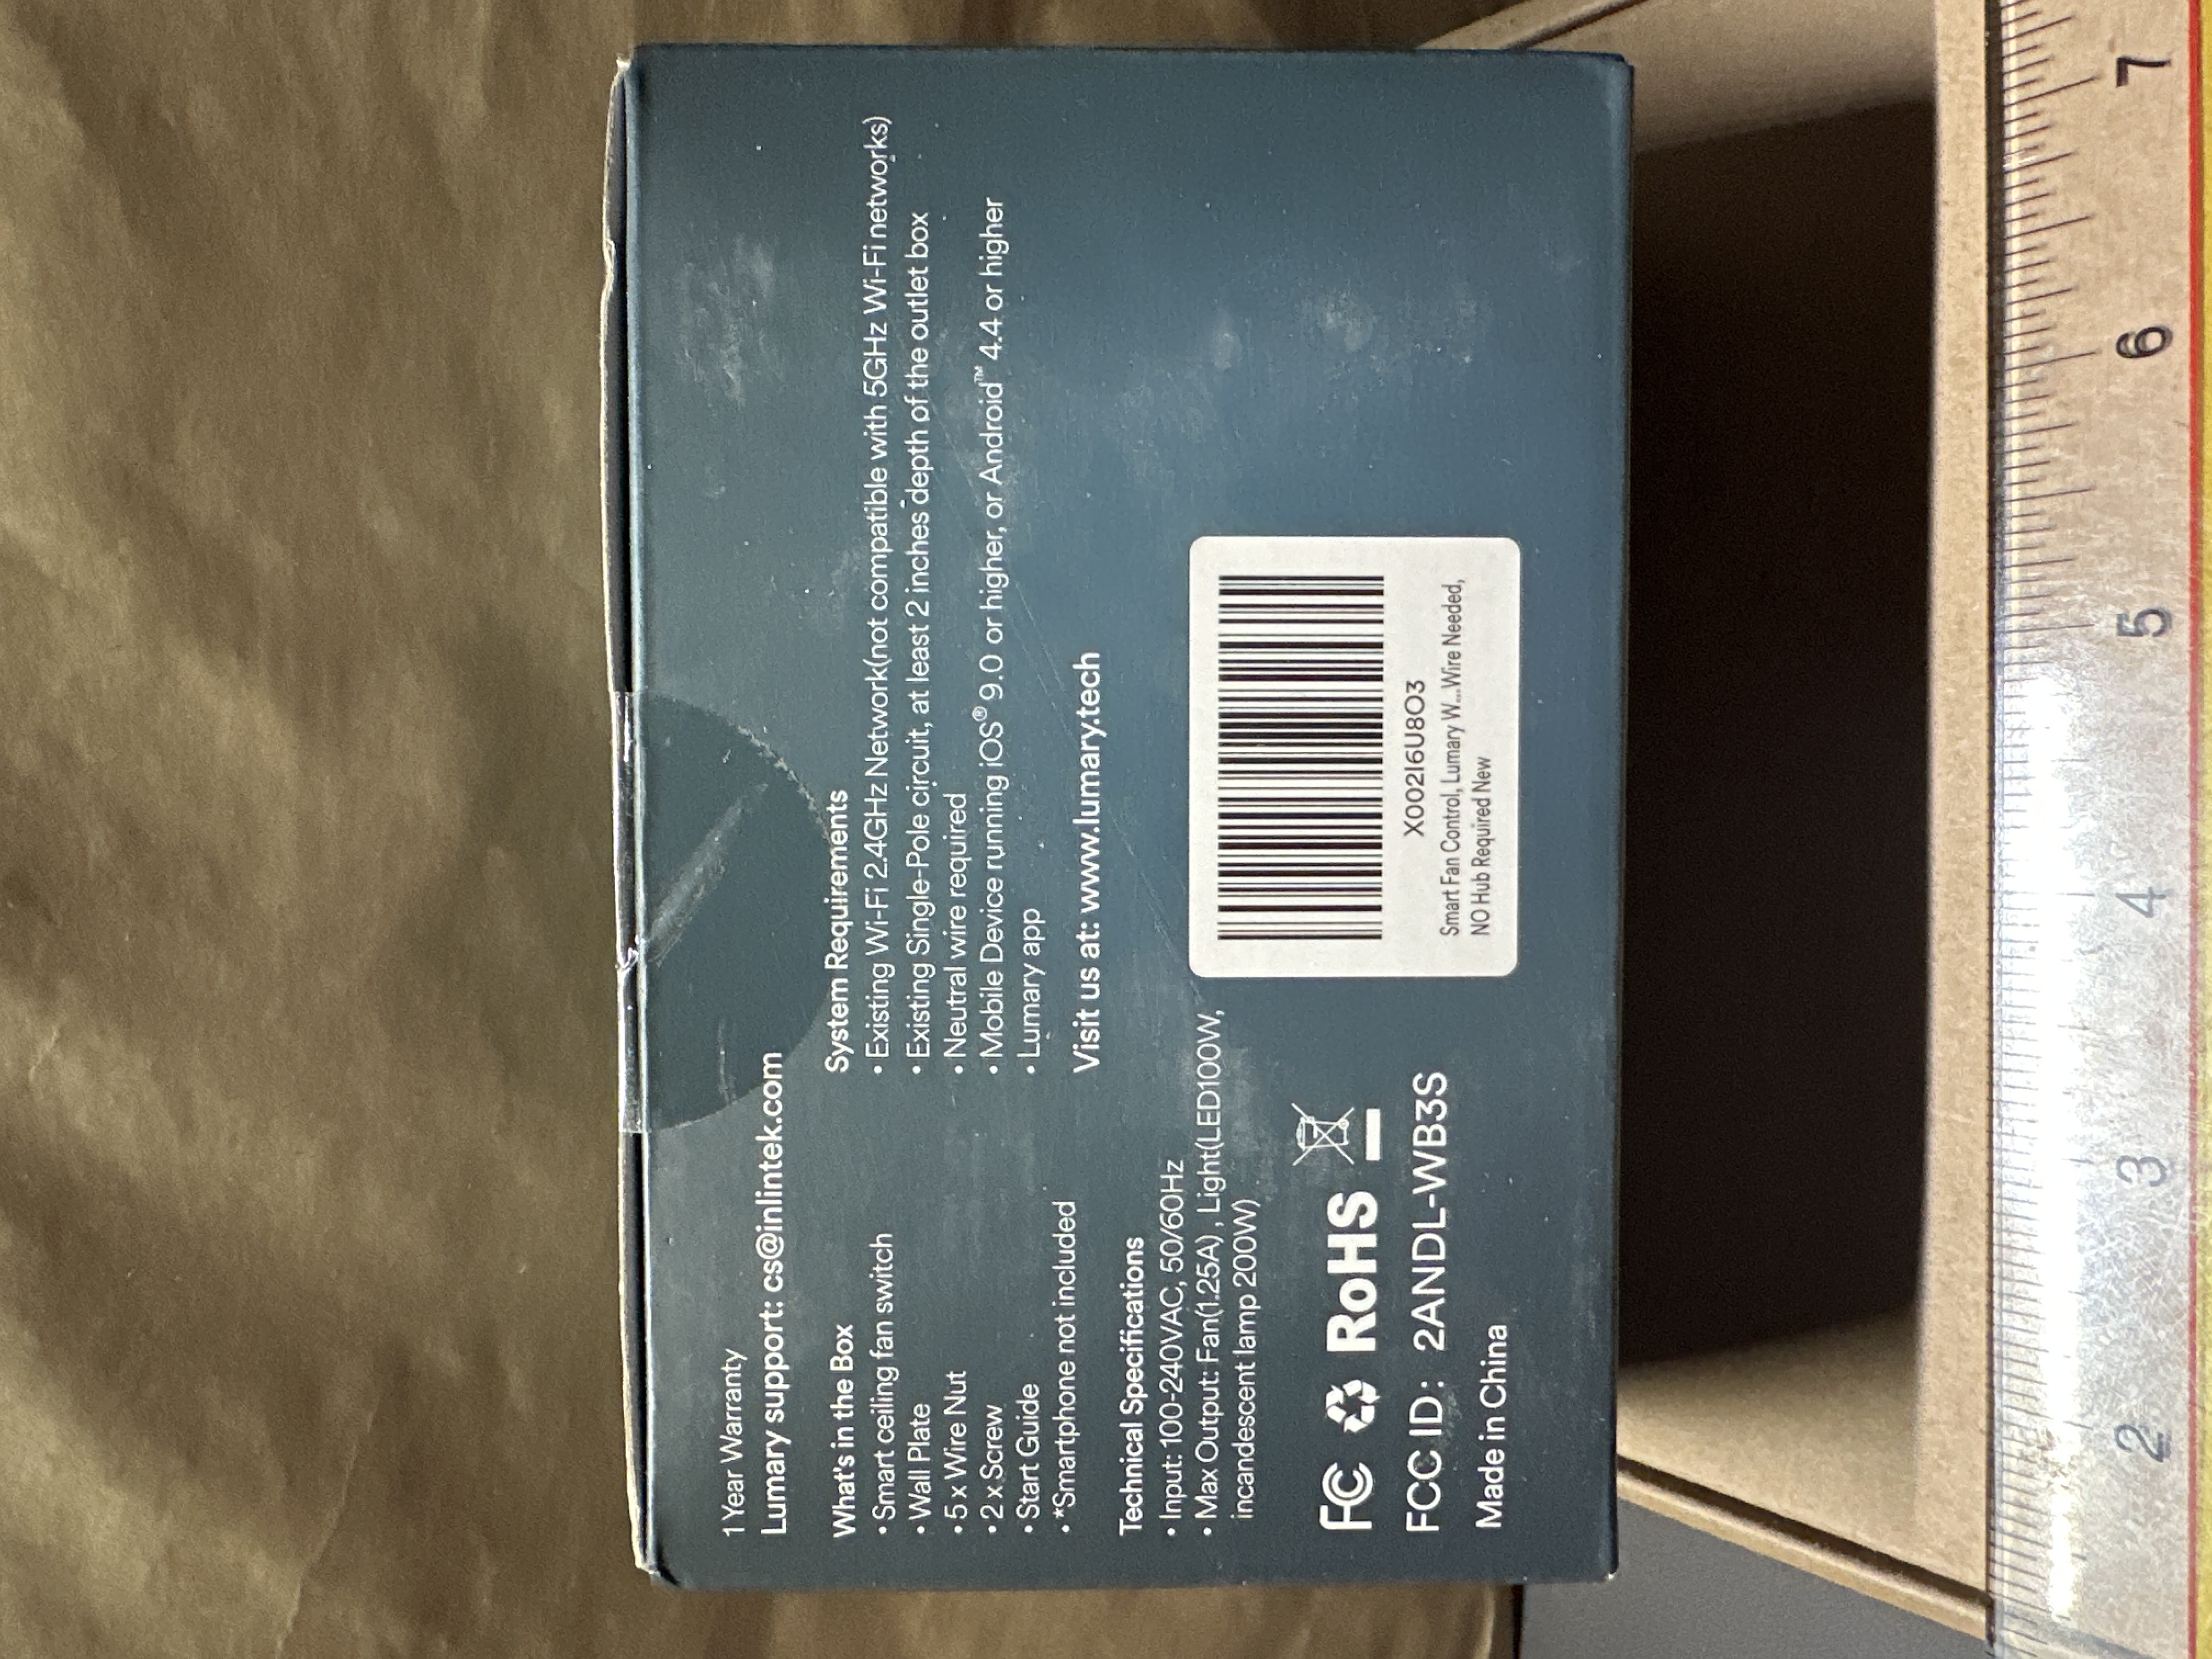 1 Year Warranty
Lumary support: cs@inlintek.com
What's in the Box
• Smart ceiling fan switch
• Wall Plate
• 5 x Wire Nut
• 2 x Screw
• Start Guide
• *Smartphone not included
System Requirements
• Existing Wi-Fi 2.4GHz Network(not compatible with 5GHz Wi-Fi networks)
• Existing Single-Pole circuit, at least 2 inches depth of the outlet box
• Neutral wire required
• Mobile Device running iOS® 9.0 or higher, or Android™ 4.4 or higher
• Lumary app
Visit us at: www.lumary.tech
Technical Specifications
• Input: 100-240VAC, 50/60Hz
• Max Output: Fan(1.25A) , Light(LED100W,
incandescent lamp 200W)
FC RoHS
FCC ID: 2ANDL-WB3S
Made in China
X00216U8O3
Smart Fan Control, Lumary W...Wire Needed,
NO Hub Required New
2 3 4 5 6 7